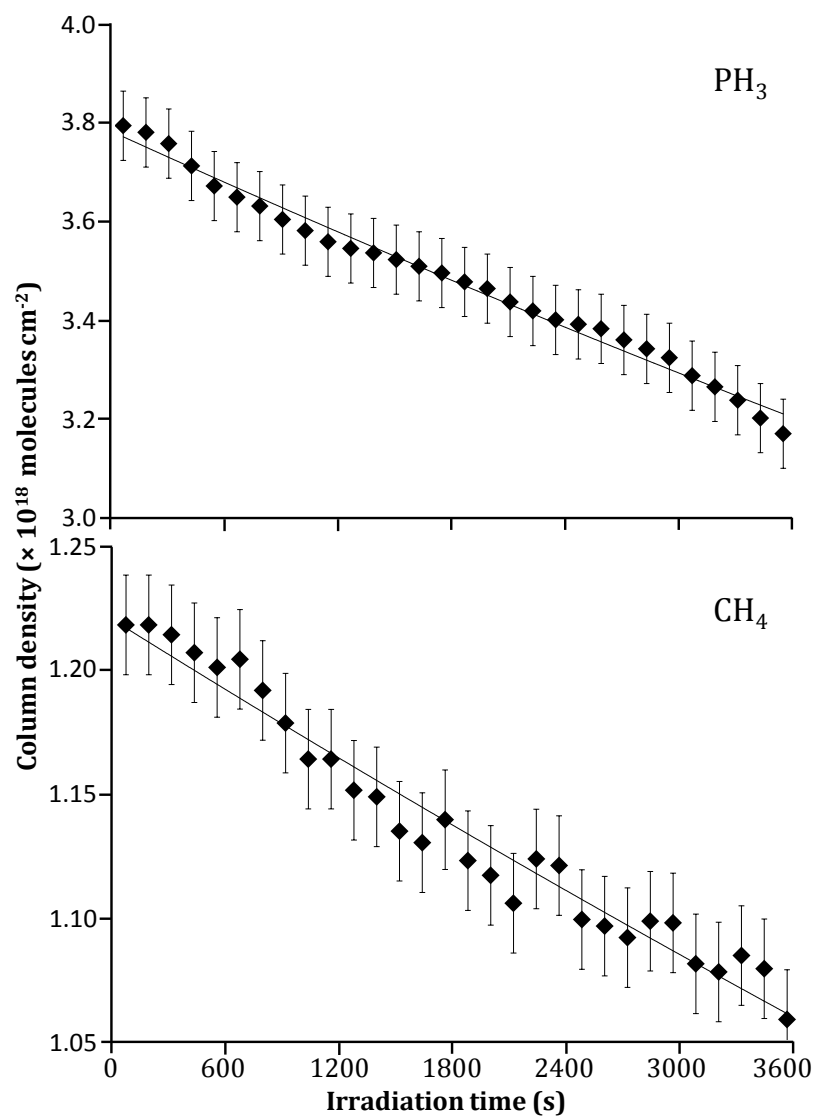 4.0
PH₃
3.8
3.6
3.4
3.2
3.0
Column density (× 10¹⁸ molecules cm⁻²)
1.25
CH₄
1.20
1.15
1.10
1.05
0 600 1200 1800 2400 3000 3600
Irradiation time (s)